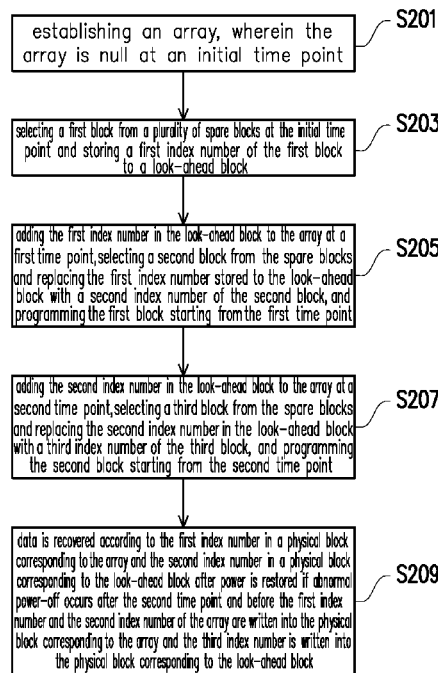 establishing an array, wherein the
array is null at an initial time point
S201
selecting a first block from a plurality of spare blocks at the initial time
point and storing a first index number of the first block
to a look-ahead block
S203
adding the first index number in the look-ahead block to the array at a
first time point, selecting a second block from the spare blocks
and replacing the first index number stored to the look-ahead
block with a second index number of the second block, and
programming the first block starting from the first time point
S205
adding the second index number in the look-ahead block to the array at a
second time point, selecting a third block from the spare blocks
and replacing the second index number in the look-ahead block
with a third index number of the third block, and programming
the second block starting from the second time point
S207
data is recovered according to the first index number in a physical block
corresponding to the array and the second index number in a physical block
corresponding to the look-ahead block after power is restored if abnormal
power-off occurs after the second time point and before the first index
number and the second index number of the array are written into the physical
block corresponding to the array and the third index number is written into
the physical block corresponding to the look-ahead block
S209